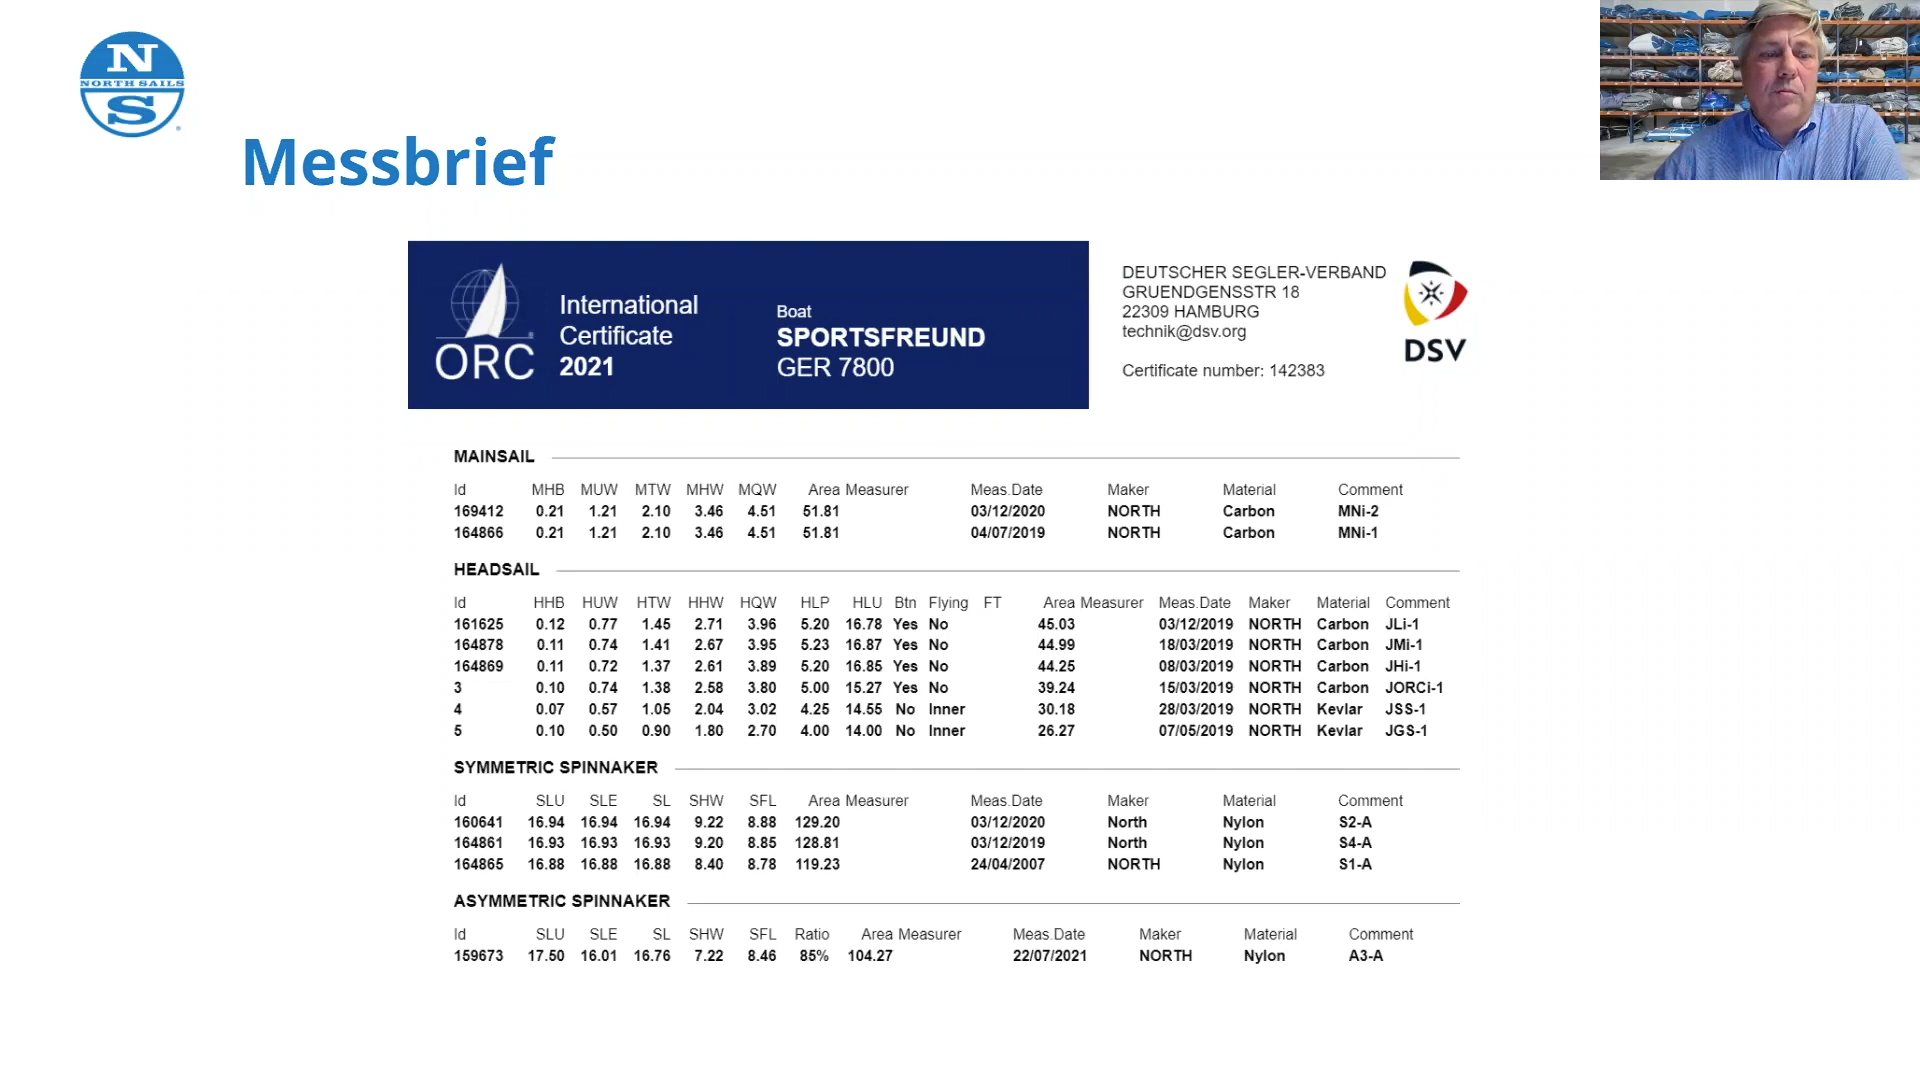 N
NORTH SAILS
S
Messbrief
ORC
International
Certificate
2021
Boat
SPORTSFREUND
GER 7800
DEUTSCHER SEGLER-VERBAND
GRUENDGENSSTR 18
22309 HAMBURG
technik@dsv.org
Certificate number: 142383
DSV
MAINSAIL
Id MHB MUW MTW MHW MQW Area Measurer Meas.Date Maker Material Comment
169412 0.21 1.21 2.10 3.46 4.51 51.81 03/12/2020 NORTH Carbon MNi-2
164866 0.21 1.21 2.10 3.46 4.51 51.81 04/07/2019 NORTH Carbon MNi-1
HEADSAIL
Id HHB HUW HTW HHW HQW HLP HLU Btn Flying FT Area Measurer Meas.Date Maker Material Comment
161625 0.12 0.77 1.45 2.71 3.96 5.20 16.78 Yes No 45.03 03/12/2019 NORTH Carbon JLi-1
164878 0.11 0.74 1.41 2.67 3.95 5.23 16.87 Yes No 44.99 18/03/2019 NORTH Carbon JMi-1
164869 0.11 0.72 1.37 2.61 3.89 5.20 16.85 Yes No 44.25 08/03/2019 NORTH Carbon JHi-1
3 0.10 0.74 1.38 2.58 3.80 5.00 15.27 Yes No 39.24 15/03/2019 NORTH Carbon JORCi-1
4 0.07 0.57 1.05 2.04 3.02 4.25 14.55 No Inner 30.18 28/03/2019 NORTH Kevlar JSS-1
5 0.10 0.50 0.90 1.80 2.70 4.00 14.00 No Inner 26.27 07/05/2019 NORTH Kevlar JGS-1
SYMMETRIC SPINNAKER
Id SLU SLE SL SHW SFL Area Measurer Meas.Date Maker Material Comment
160641 16.94 16.94 16.94 9.22 8.88 129.20 03/12/2020 North Nylon S2-A
164861 16.93 16.93 16.93 9.20 8.85 128.81 03/12/2019 North Nylon S4-A
164865 16.88 16.88 16.88 8.40 8.78 119.23 24/04/2007 NORTH Nylon S1-A
ASYMMETRIC SPINNAKER
Id SLU SLE SL SHW SFL Ratio Area Measurer Meas.Date Maker Material Comment
159673 17.50 16.01 16.76 7.22 8.46 85% 104.27 22/07/2021 NORTH Nylon A3-A